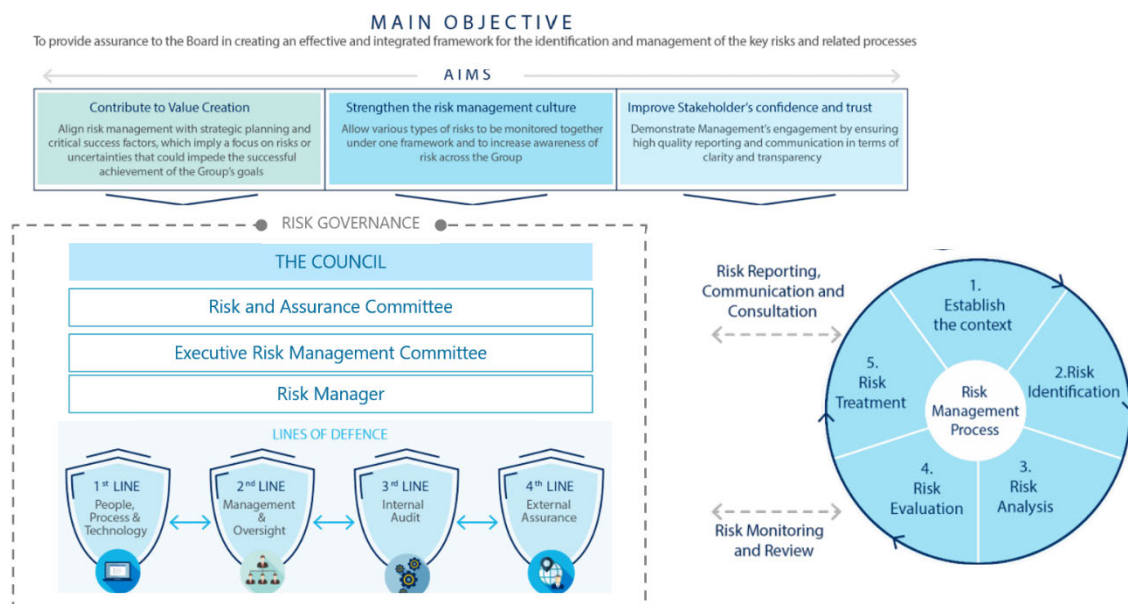 MAIN OBJECTIVE
To provide assurance to the Board in creating an effective and integrated framework for the identification and management of the key risks and related processes
AIMS
Contribute to Value Creation
Align risk management with strategic planning and
critical success factors, which imply a focus on risks or
uncertainties that could impede the successful
achievement of the Group's goals
Strengthen the risk management culture
Allow various types of risks to be monitored together
under one framework and to increase awareness of
risk across the Group
Improve Stakeholder's confidence and trust
Demonstrate Management's engagement by ensuring
high quality reporting and communication in terms of
clarity and transparency
RISK GOVERNANCE
THE COUNCIL
Risk and Assurance Committee
Executive Risk Management Committee
Risk Manager
LINES OF DEFENCE
1st LINE
People,
Process &
Technology
2nd LINE
Management
&
Oversight
3rd LINE
Internal
Audit
4th LINE
External
Assurance
Risk Reporting,
Communication and
Consultation
Risk Monitoring
and Review
1.
Establish
the context
2.Risk
Identification
3.
Risk
Analysis
4.
Risk
Evaluation
5.
Risk
Treatment
Risk
Management
Process